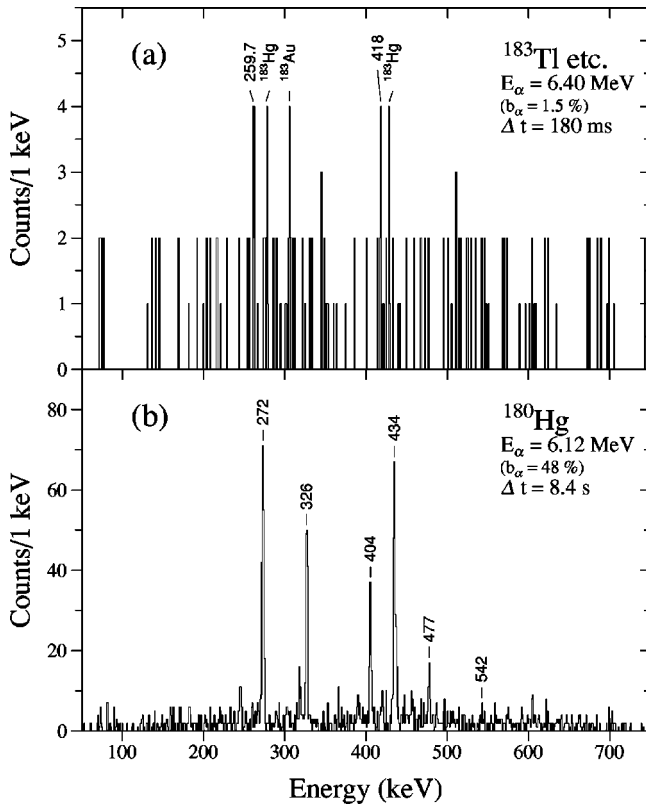 (a)
259.7
¹⁸³Hg
¹⁸³Au
418
¹⁸³Hg
¹⁸³Tl etc.
Eα = 6.40 MeV
(bα = 1.5 %)
Δ t = 180 ms
Counts/1 keV
5
4
3
2
1
0
(b)
272
326
404
434
477
542
¹⁸⁰Hg
Eα = 6.12 MeV
(bα = 48 %)
Δ t = 8.4 s
Counts/1 keV
80
60
40
20
0
100 200 300 400 500 600 700
Energy (keV)